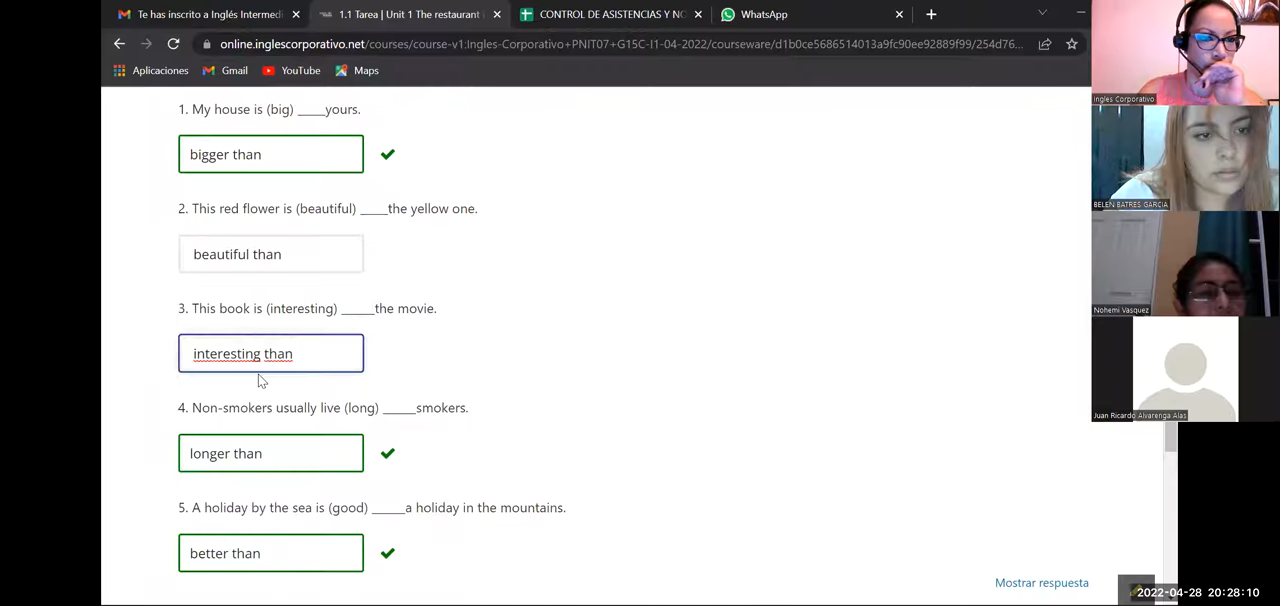 Te has inscrito a Inglés Intermedi
1.1 Tarea | Unit 1 The restaurant
CONTROL DE ASISTENCIAS Y NO
WhatsApp
online.inglescorporativo.net/courses/course-v1:Ingles-Corporativo+PNIT07+G15C-I1-04-2022/courseware/d1b0ce5686514013a9fc90ee92889f99/254d76...
Aplicaciones
Gmail
YouTube
Maps
1. My house is (big) ____yours.
bigger than
2. This red flower is (beautiful) ____the yellow one.
beautiful than
3. This book is (interesting) _____the movie.
interesting than
4. Non-smokers usually live (long) _____smokers.
longer than
5. A holiday by the sea is (good) _____a holiday in the mountains.
better than
Mostrar respuesta
Ingles Corporativo
BELEN BATRES GARCIA
Nohemi Vasquez
Juan Ricardo Alvarenga Alas
2022-04-28 20:28:10